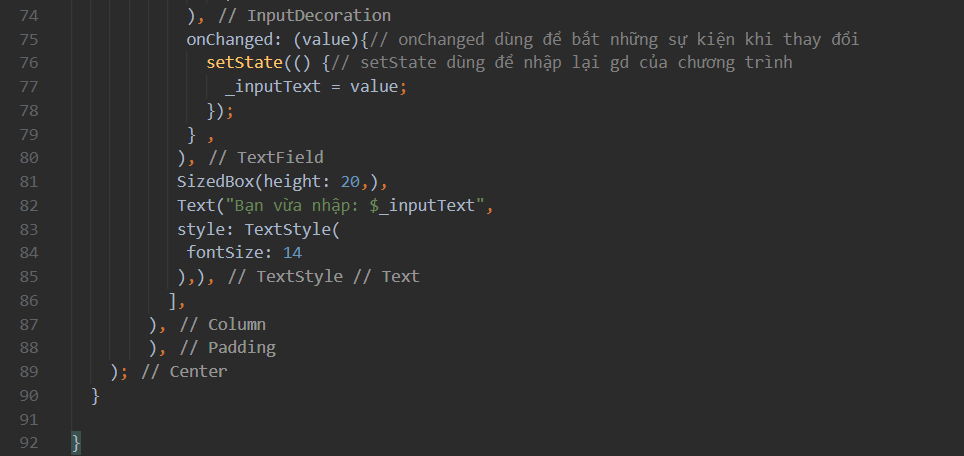 74 ), // InputDecoration
75 onChanged: (value){// onChanged dùng để bắt những sự kiện khi thay đổi
76 setState(() {// setState dùng để nhập lại gd của chương trình
77 _inputText = value;
78 });
79 } ,
80 ), // TextField
81 SizedBox(height: 20,),
82 Text("Bạn vừa nhập: $_inputText",
83 style: TextStyle(
84 fontSize: 14
85 ),), // TextStyle // Text
86 ],
87 ), // Column
88 ), // Padding
89 ); // Center
90 }
91
92 }